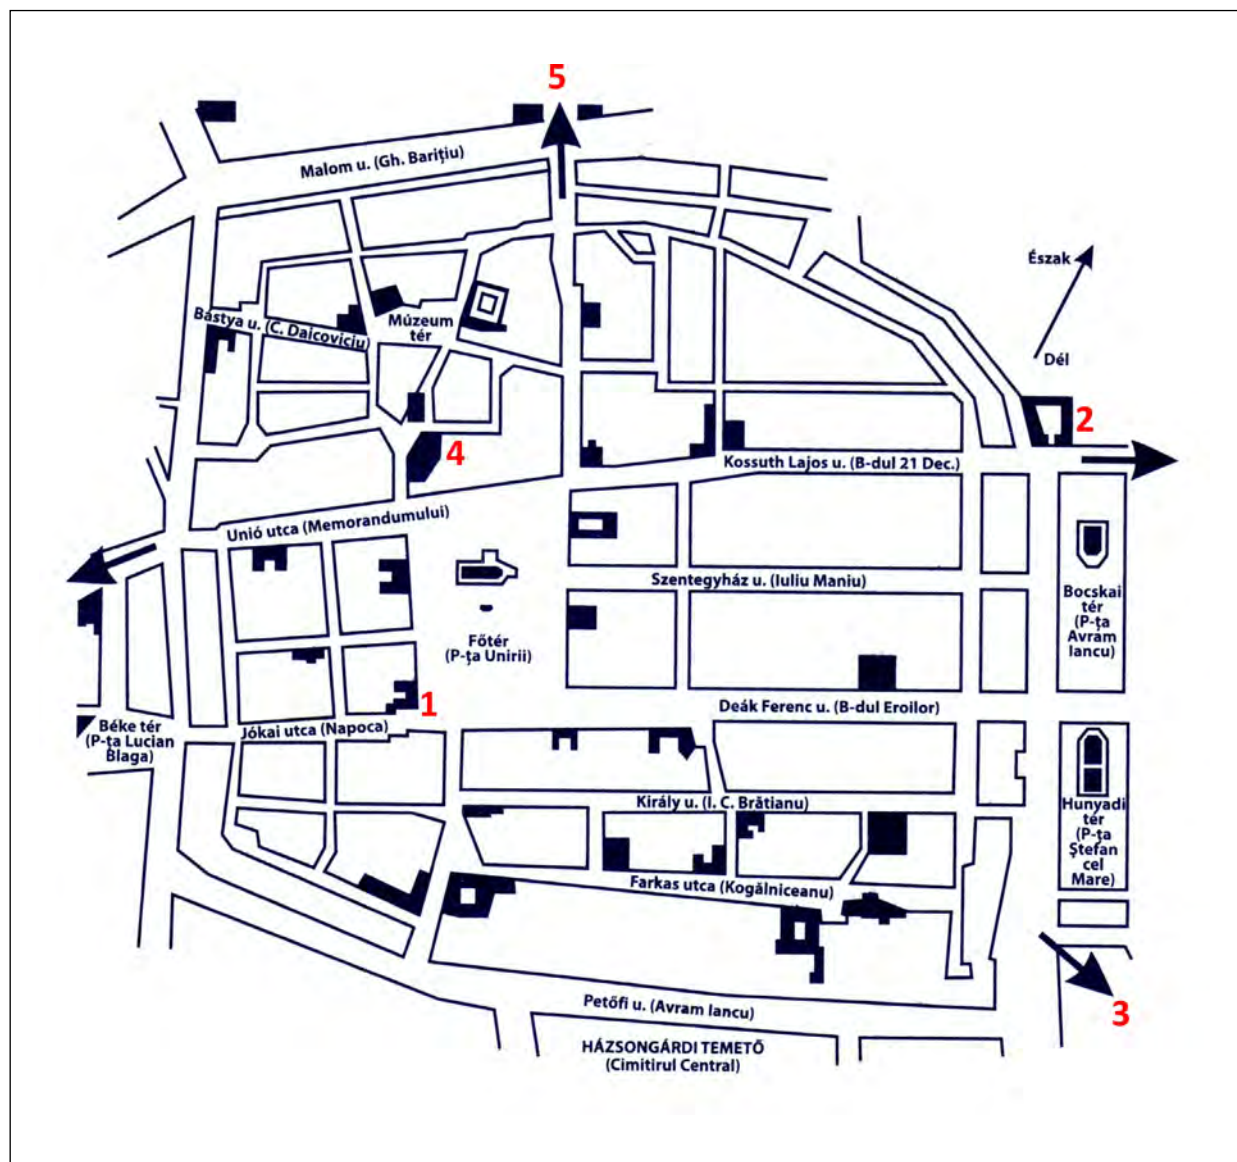 5
Malom u. (Gh. Barițiu)
Észak
Dél
Bástya u. (C. Daicoviciu)
Múzeum
tér
2
4
Kossuth Lajos u. (B-dul 21 Dec.)
Unió utca (Memorandumului)
Szentegyház u. (Iuliu Maniu)
Bocskai
tér
(P-ța
Avram
Iancu)
Főtér
(P-ța Unirii)
1
Deák Ferenc u. (B-dul Eroilor)
Béke tér
(P-ța Lucian
Blaga)
Jókai utca (Napoca)
Király u. (I. C. Brătianu)
Hunyadi
tér
(P-ța
Ștefan
cel
Mare)
Farkas utca (Kogălniceanu)
3
Petőfi u. (Avram Iancu)
HÁZSONGÁRDI TEMETŐ
(Cimitirul Central)